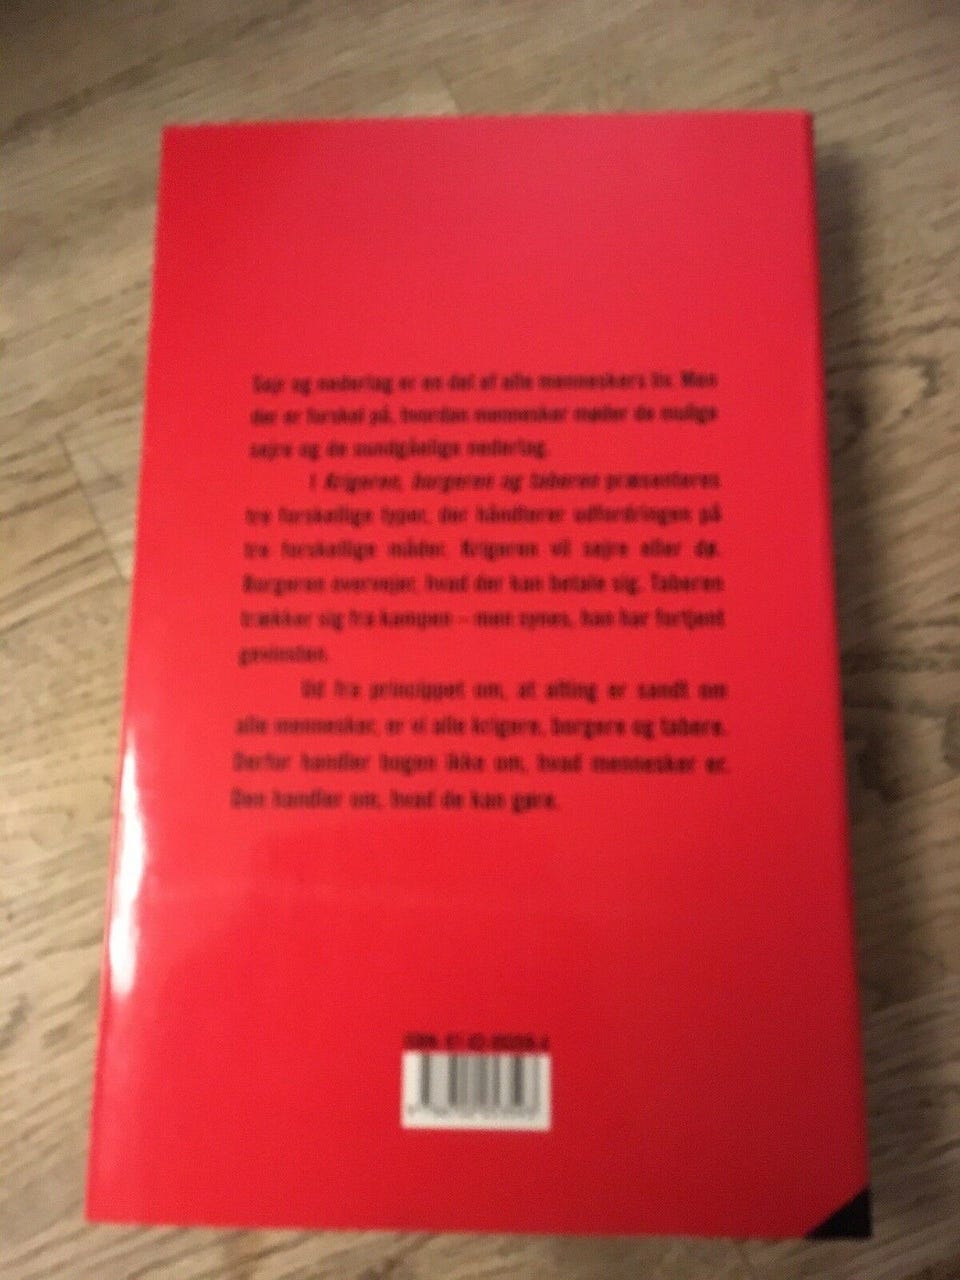 Sejr og nederlag er en del af alle menneskers liv. Men
der er forskel på, hvordan mennesker møder de mulige
sejre og de uundgåelige nederlag.
I Krigeren, borgeren og taberen præsenteres
tre forskellige typer, der håndterer udfordringen på
tre forskellige måder. Krigeren vil sejre eller dø.
Borgeren overvejer, hvad der kan betale sig. Taberen
trækker sig fra kampen – men synes, han har fortjent
gevinsten.
Ud fra princippet om, at alting er sandt om
alle mennesker, er vi alle krigere, borgere og tabere.
Derfor handler bogen ikke om, hvad mennesker er.
Den handler om, hvad de kan gøre.
ISBN